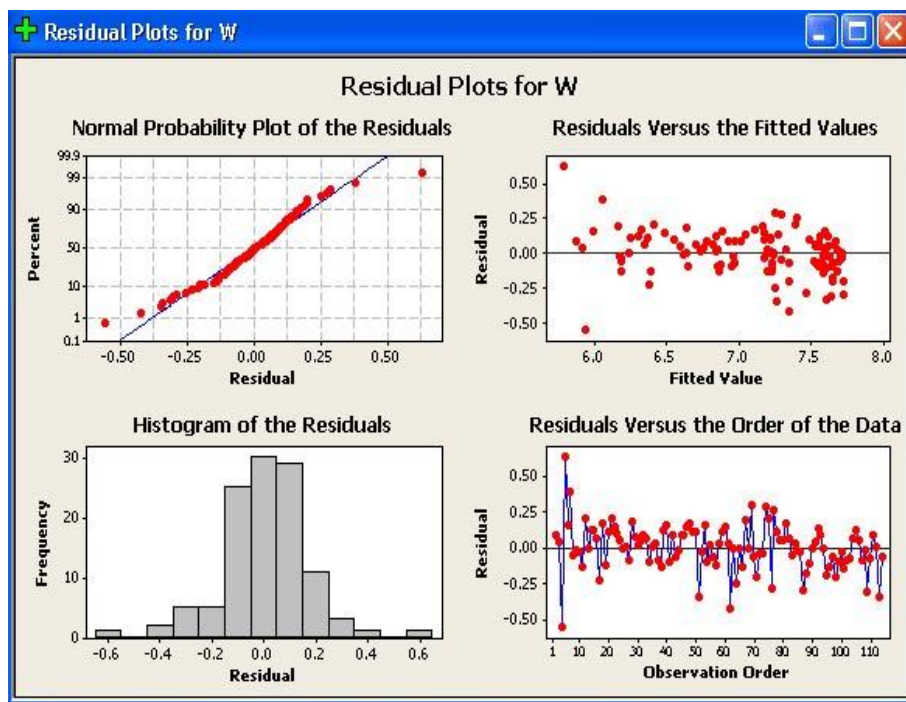 Residual Plots for W
Residual Plots for W
Normal Probability Plot of the Residuals
99.9
99
90
50
10
1
0.1
Percent
-0.50 -0.25 0.00 0.25 0.50
Residual
Residuals Versus the Fitted Values
0.50
0.25
0.00
-0.25
-0.50
Residual
6.0 6.5 7.0 7.5 8.0
Fitted Value
Histogram of the Residuals
30
20
10
0
Frequency
-0.6 -0.4 -0.2 0.0 0.2 0.4 0.6
Residual
Residuals Versus the Order of the Data
0.50
0.25
0.00
-0.25
-0.50
Residual
1 10 20 30 40 50 60 70 80 90 100 110
Observation Order